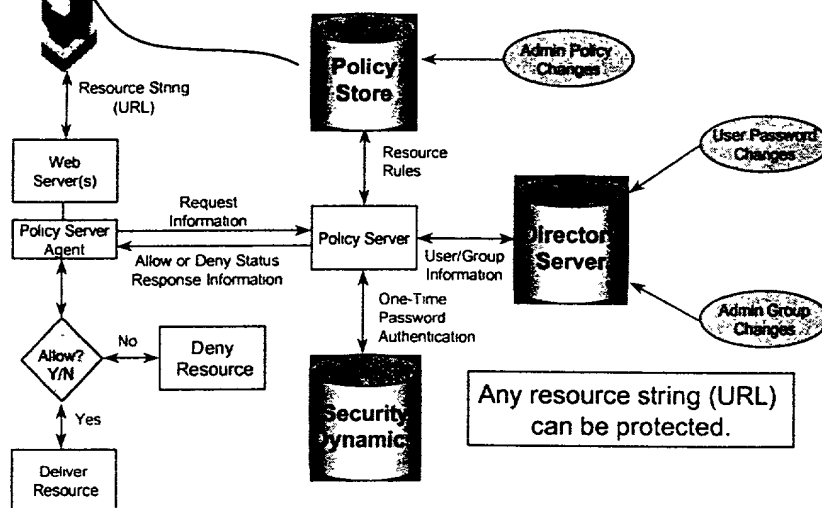 Policy
Store
Admin Policy
Changes
Resource String
(URL)
User Password
Changes
Web
Server(s)
Resource
Rules
Request
Information
Policy Server
Agent
Policy Server
Director
Server
Allow or Deny Status
Response Information
User/Group
Information
One-Time
Password
Authentication
Admin Group
Changes
Allow?
Y/N
No
Deny
Resource
Yes
Security
Dynamic
Any resource string (URL)
can be protected.
Deliver
Resource